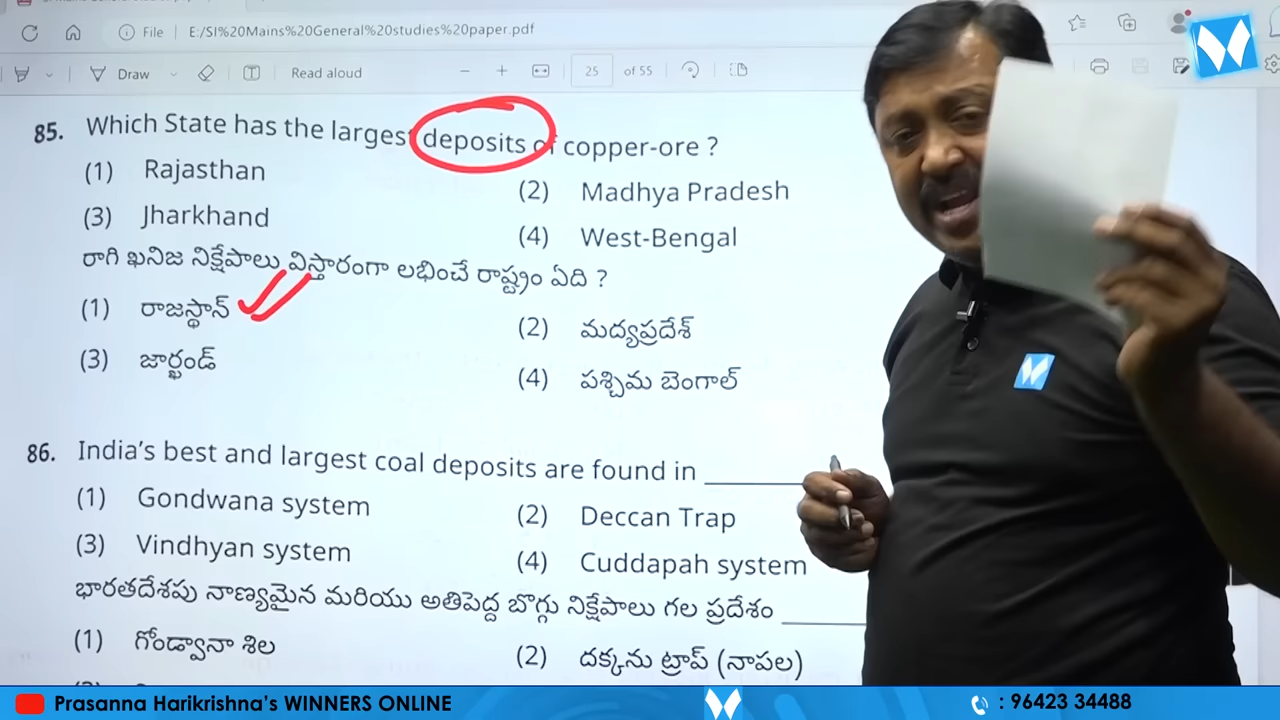 File E:/SI%20Mains%20General%20studies%20paper.pdf
Draw Read aloud 25 of 55
85. Which State has the largest deposits of copper-ore ?
(1) Rajasthan
(2) Madhya Pradesh
(3) Jharkhand
(4) West-Bengal
రాగి ఖనిజ నిక్షేపాలు విస్తారంగా లభించే రాష్ట్రం ఏది ?
(1) రాజస్థాన్
(2) మద్యప్రదేశ్
(3) జార్ఖండ్
(4) పశ్చిమ బెంగాల్
86. India's best and largest coal deposits are found in ______
(1) Gondwana system
(2) Deccan Trap
(3) Vindhyan system
(4) Cuddapah system
భారతదేశపు నాణ్యమైన మరియు అతిపెద్ద బొగ్గు నిక్షేపాలు గల ప్రదేశం ______
(1) గోండ్వానా శిల
(2) దక్కను ట్రాప్ (నాపల)
Prasanna Harikrishna's WINNERS ONLINE
: 96423 34488